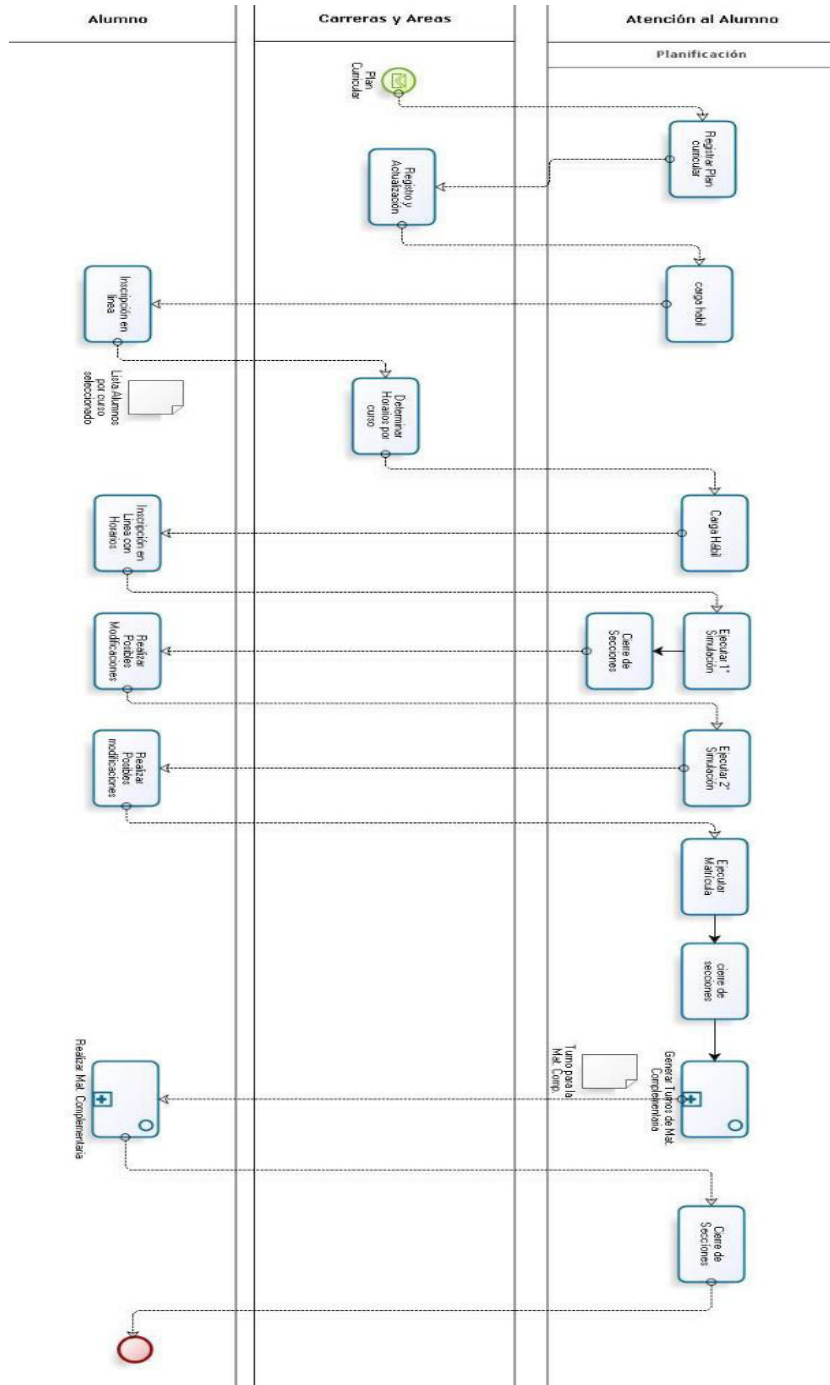 Alumno
Carreras y Areas
Atención al Alumno
Planificación
Plan
Curricular
Registrar Plan
curricular
Registro y
Actualización
carga habil
Inscripción en
linea
Lista Alumnos
por curso
seleccionado
Determinar
Horarios por
curso
Carga Hábil
Inscripción en
Linea con
Horarios
Ejecutar 1°
Simulación
Cierre de
Secciones
Realizar
Posibles
Modificaciones
Ejecutar 2°
Simulación
Realizar
Posibles
modificaciones
Ejecutar
Matrícula
cierre de
secciones
Generar Turnos de Mat.
Complementaria
Turno para la
Mat. Comp.
Realizar Mat. Complementaria
Cierre de
Secciones